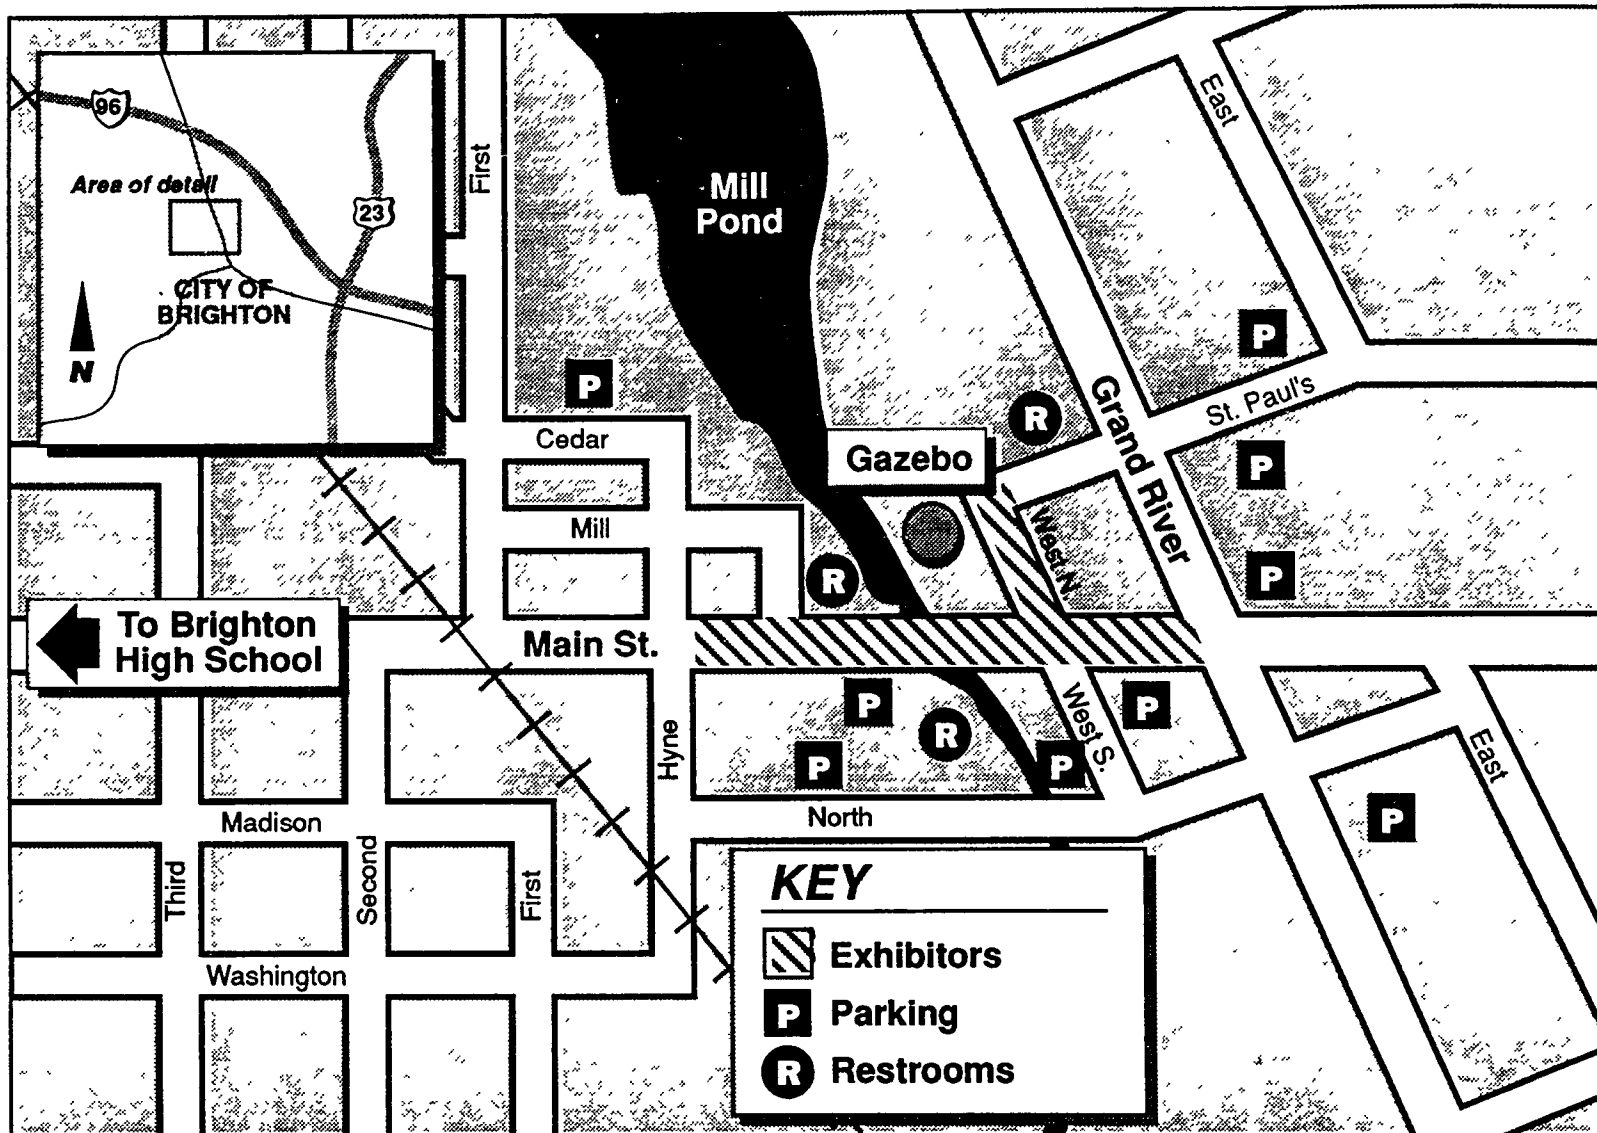 96
Area of detail
23
CITY OF
BRIGHTON
N
First
Mill
Pond
East
P
P
Cedar
R
Grand River
St. Paul's
Gazebo
P
Mill
West N.
R
P
To Brighton
High School
Main St.
P
R
P
West S.
P
P
Hyne
East
Madison
North
P
Third
Second
First
Washington
KEY
Exhibitors
P Parking
R Restrooms